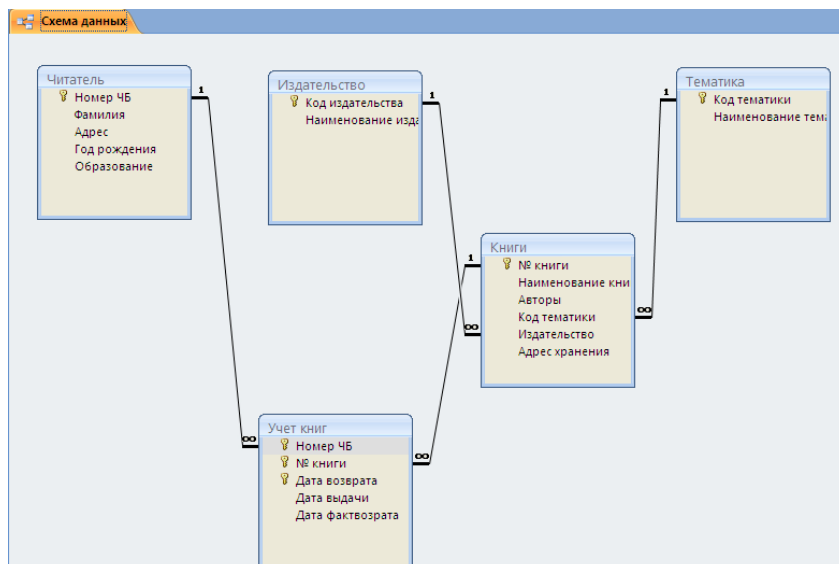 Схема данных
Читатель
Номер ЧБ
Фамилия
Адрес
Год рождения
Образование
1
Издательство
Код издательства
Наименование изда
1
Тематика
Код тематики
Наименование тем
1
Книги
№ книги
Наименование кни
Авторы
Код тематики
Издательство
Адрес хранения
1
∞
∞
Учет книг
Номер ЧБ
№ книги
Дата возврата
Дата выдачи
Дата фактвозрата
∞
∞